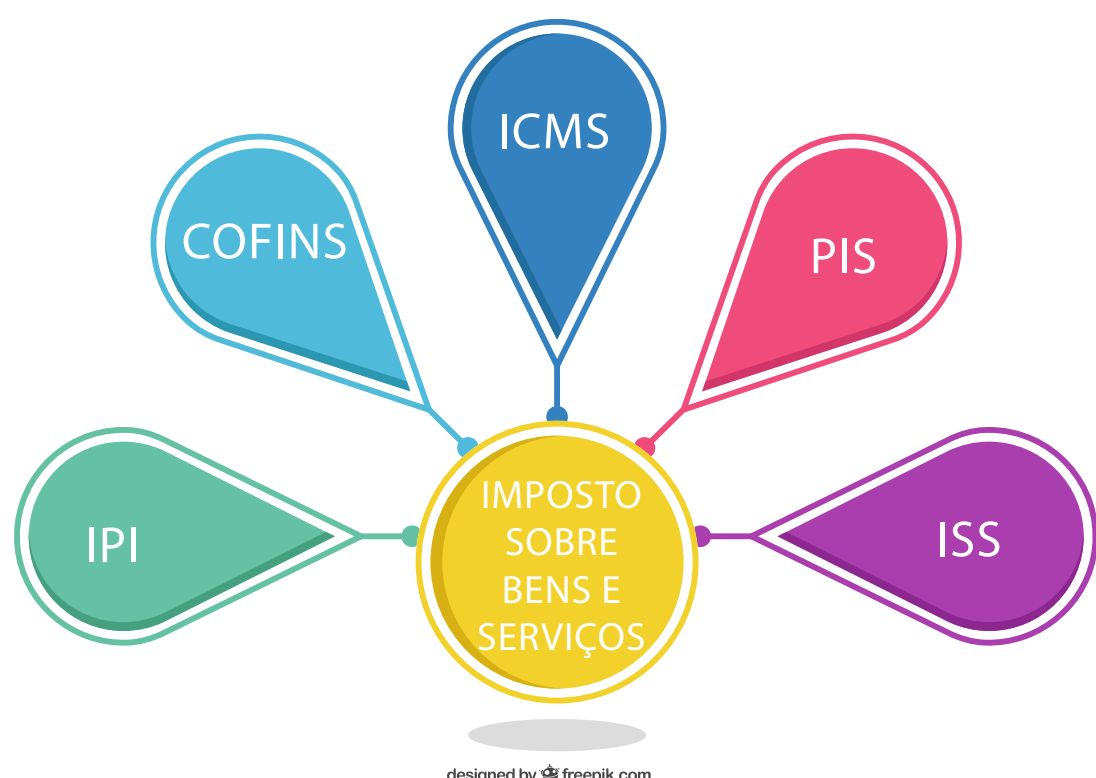 ICMS
COFINS
PIS
IPI
IMPOSTO
SOBRE
BENS E
SERVIÇOS
ISS
designed by freepik.com